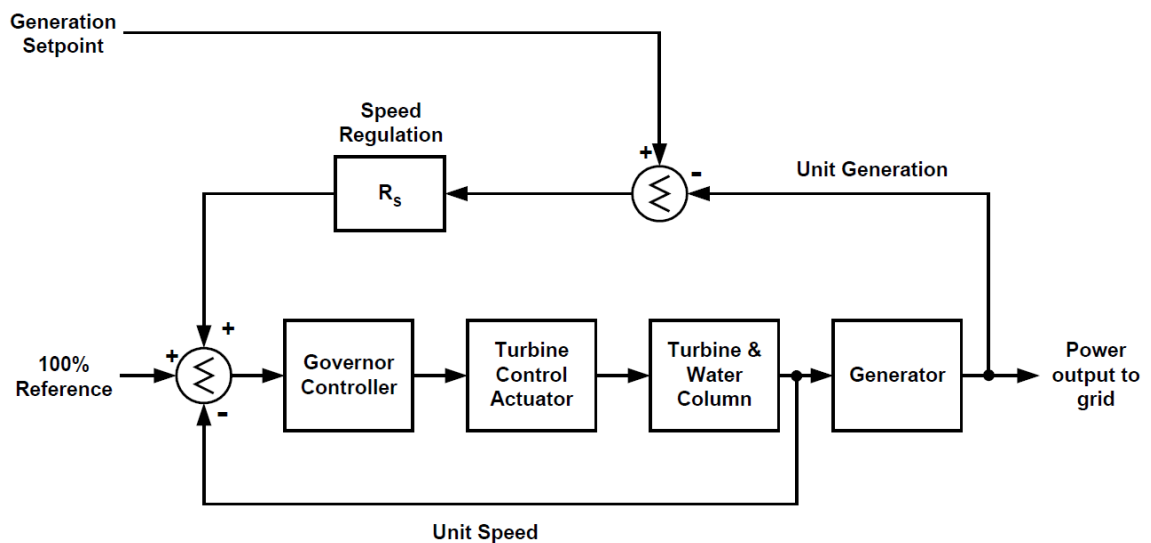 Generation
Setpoint
Speed
Regulation
R_s
+
-
Unit Generation
100%
Reference
+
+
-
Governor
Controller
Turbine
Control
Actuator
Turbine &
Water
Column
Generator
Power
output to
grid
Unit Speed